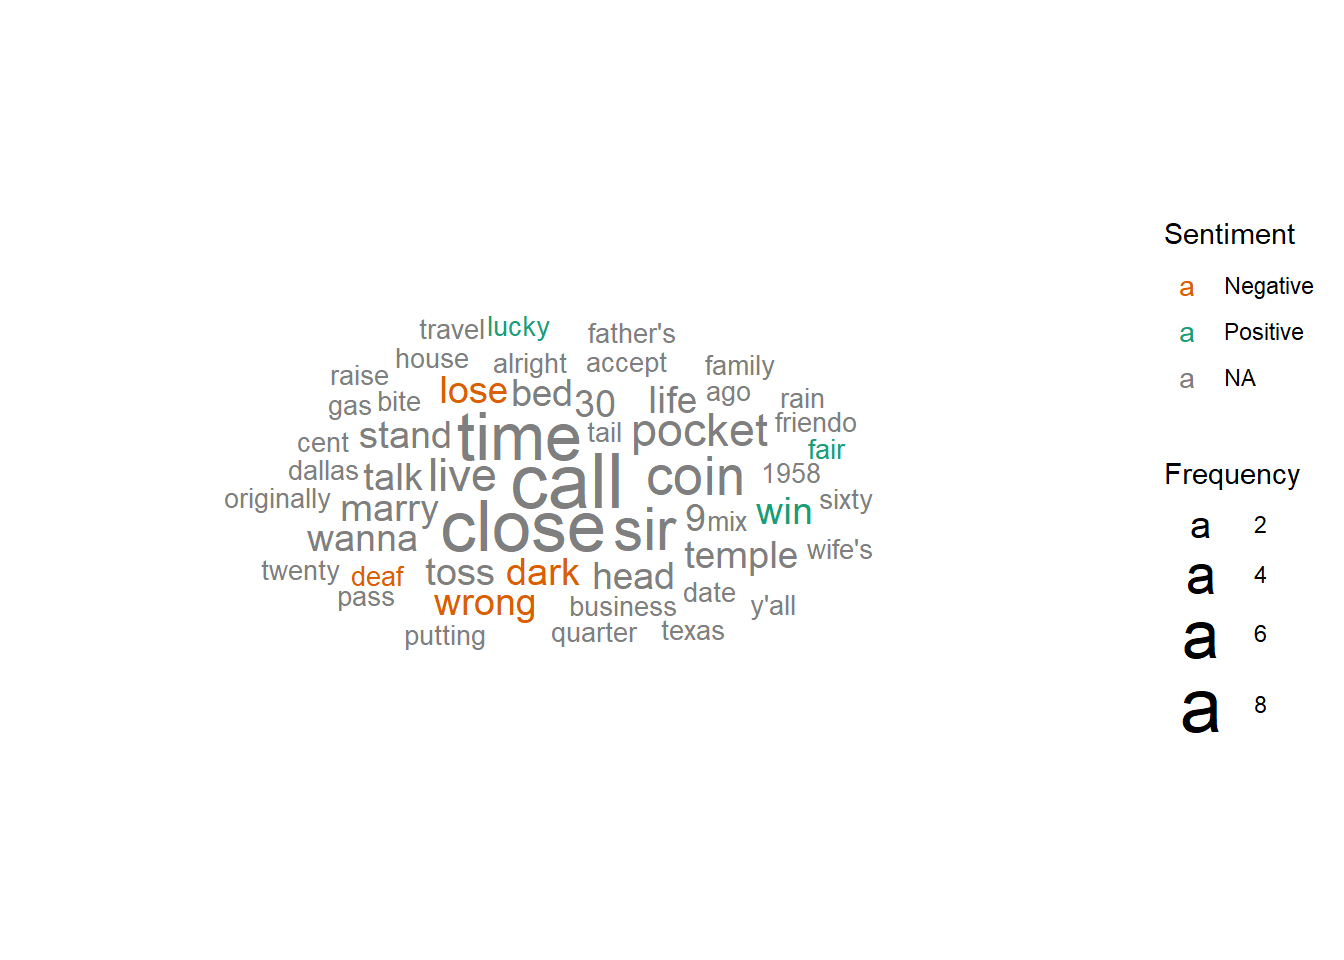 travel lucky father's
house alright accept family
raise lose bed 30 life ago rain
gas bite time tail pocket friendo
cent stand fair
dallas talk live call coin 1958
originally marry close sir 9 mix win sixty
wanna temple wife's
twenty deaf toss dark head
pass wrong business date y'all
putting quarter texas
Sentiment
a Negative
a Positive
a NA
Frequency
a 2
a 4
a 6
a 8